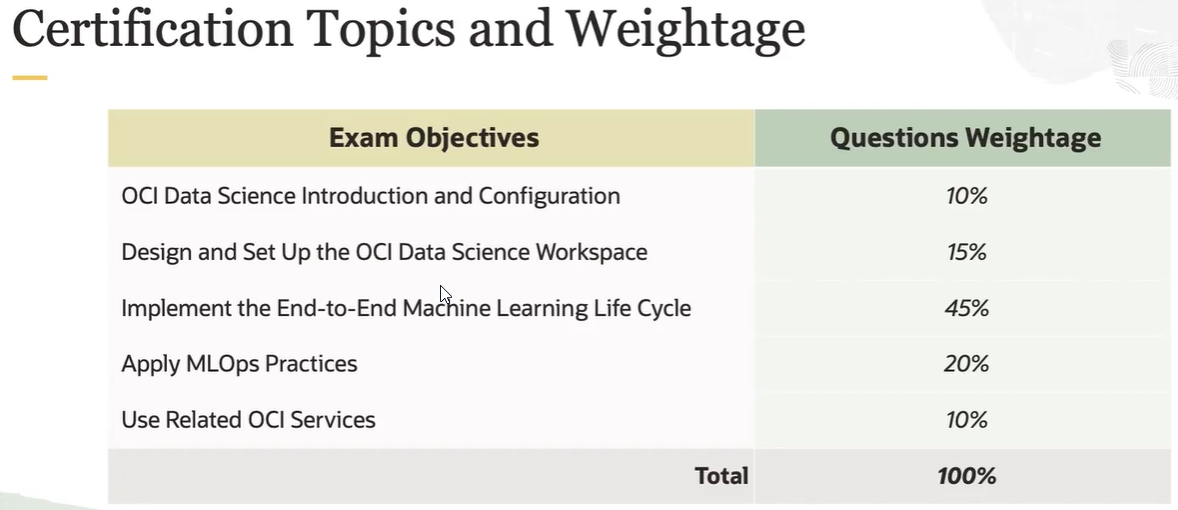 Certification Topics and Weightage
Exam Objectives Questions Weightage
OCI Data Science Introduction and Configuration 10%
Design and Set Up the OCI Data Science Workspace 15%
Implement the End-to-End Machine Learning Life Cycle 45%
Apply MLOps Practices 20%
Use Related OCI Services 10%
Total 100%